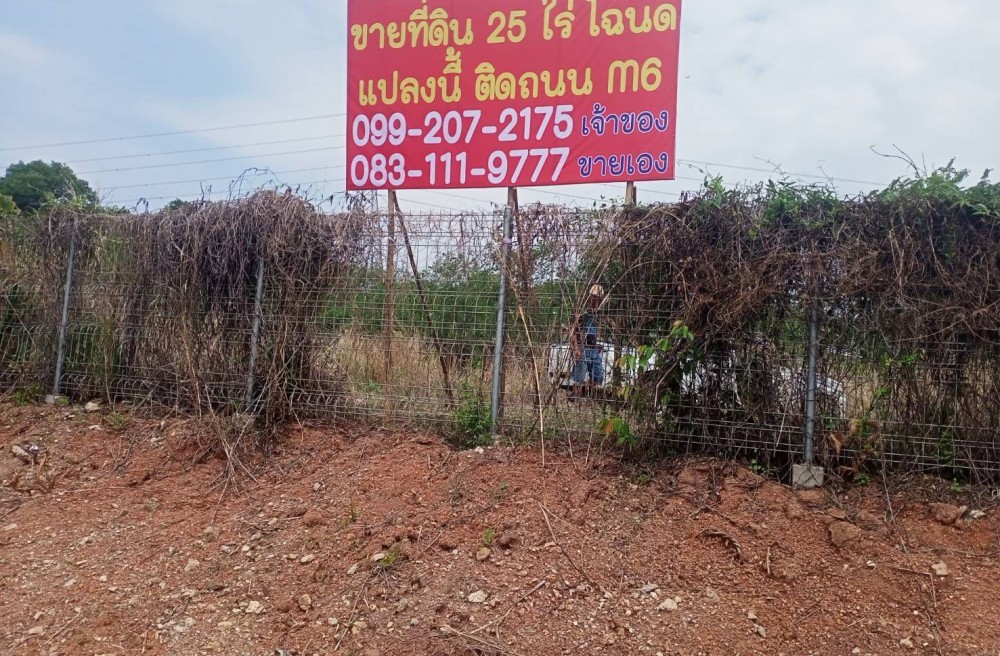 ขายที่ดิน 25 ไร่ โฉนด
แปลงนี้ ติดถนน M6
099-207-2175 เจ้าของ
083-111-9777 ขายเอง